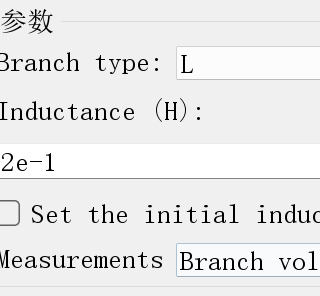 参数
Branch type: L
Inductance (H):
2e-1
Set the initial induc
Measurements Branch vol